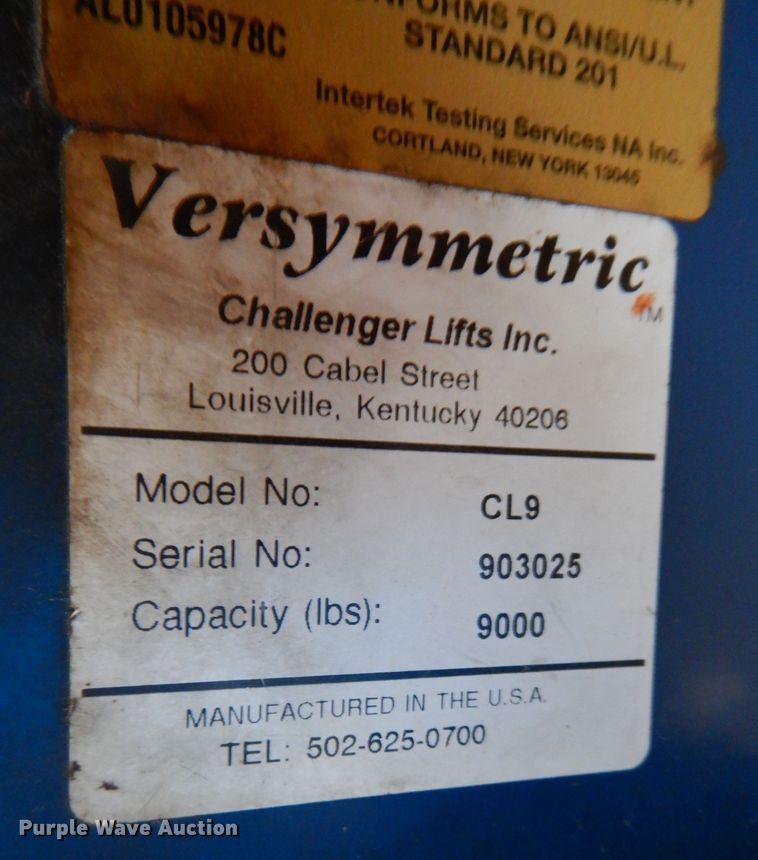 CONFORMS TO ANSI/U.L.
STANDARD 201
AL0105978C
Intertek Testing Services NA Inc.
CORTLAND, NEW YORK 13045
Versymmetric
TM
Challenger Lifts Inc.
200 Cabel Street
Louisville, Kentucky 40206
Model No: CL9
Serial No: 903025
Capacity (lbs): 9000
MANUFACTURED IN THE U.S.A.
TEL: 502-625-0700
Purple Wave Auction